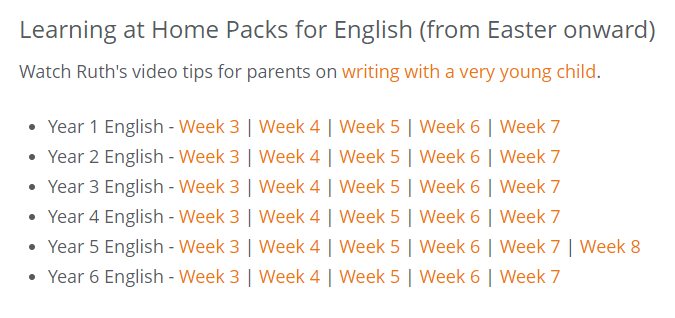 Learning at Home Packs for English (from Easter onward)
Watch Ruth's video tips for parents on writing with a very young child.
• Year 1 English - Week 3 | Week 4 | Week 5 | Week 6 | Week 7
• Year 2 English - Week 3 | Week 4 | Week 5 | Week 6 | Week 7
• Year 3 English - Week 3 | Week 4 | Week 5 | Week 6 | Week 7
• Year 4 English - Week 3 | Week 4 | Week 5 | Week 6 | Week 7
• Year 5 English - Week 3 | Week 4 | Week 5 | Week 6 | Week 7 | Week 8
• Year 6 English - Week 3 | Week 4 | Week 5 | Week 6 | Week 7